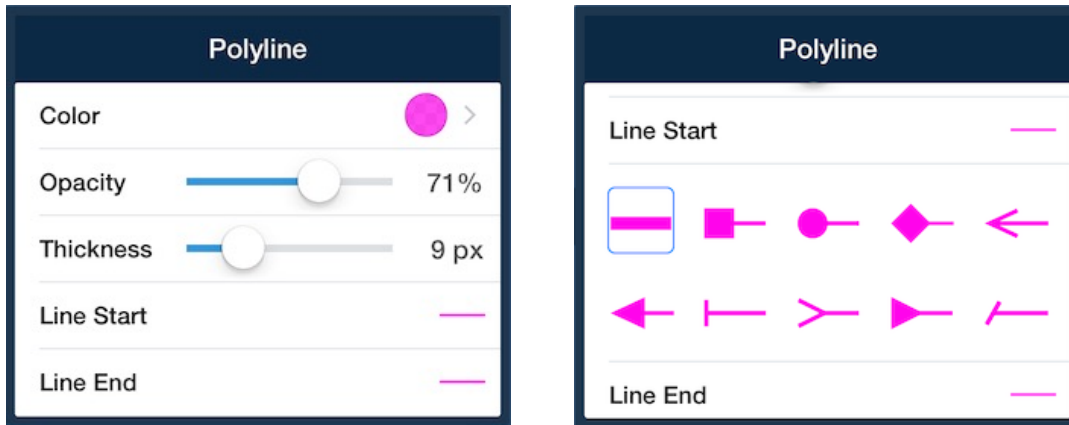 Polyline
Color
Opacity 71%
Thickness 9 px
Line Start
Line End
Polyline
Line Start
Line End